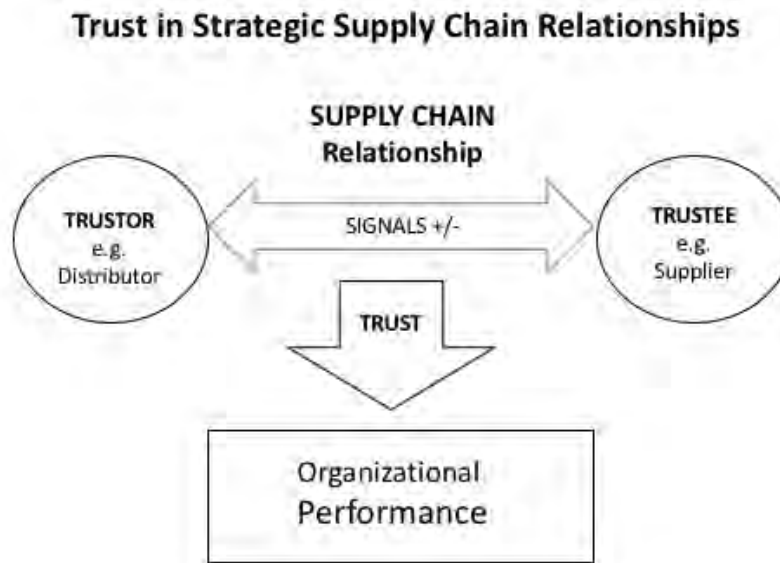 Trust in Strategic Supply Chain Relationships
SUPPLY CHAIN
Relationship
TRUSTOR
e.g.
Distributor
SIGNALS +/-
TRUSTEE
e.g.
Supplier
TRUST
Organizational
Performance